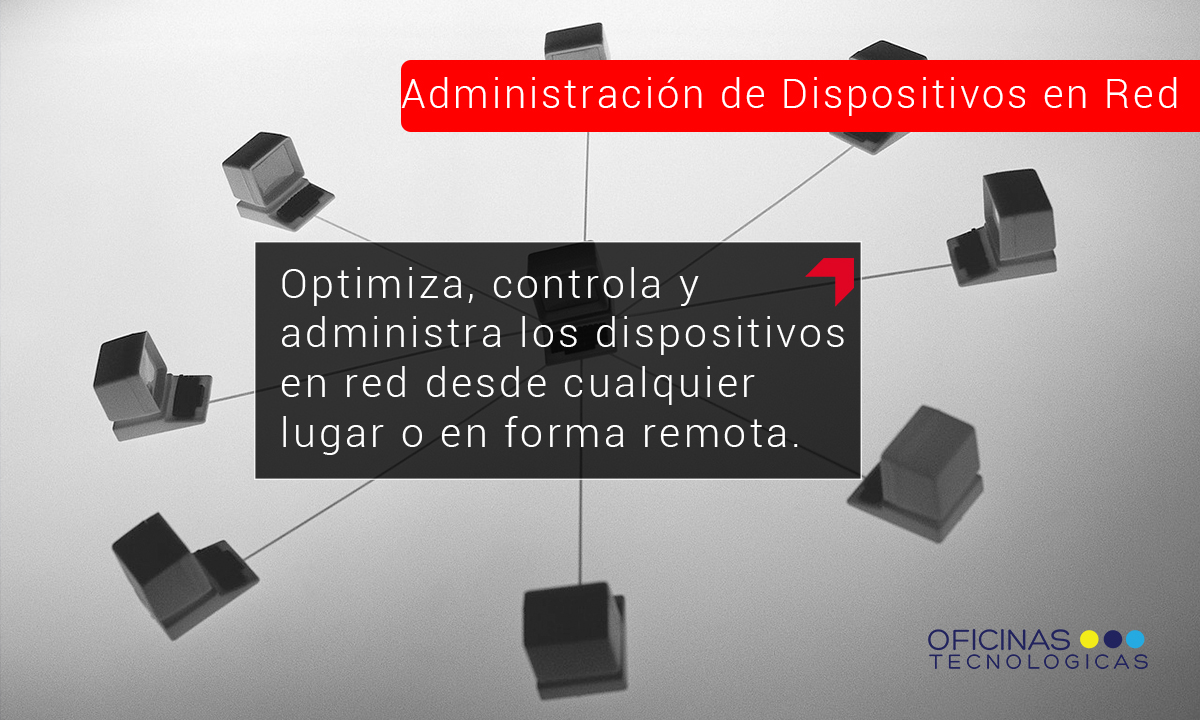 Administración de Dispositivos en Red
Optimiza, controla y
administra los dispositivos
en red desde cualquier
lugar o en forma remota.
OFICINAS
TECNOLOGICAS